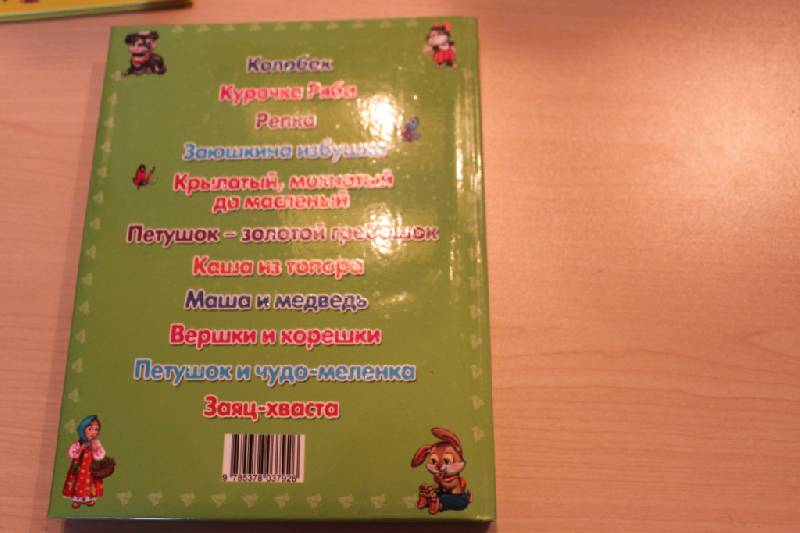 Колобок
Курочка Ряба
Репка
Заюшкина избушка
Крылатый, мохнатый
да масленый
Петушок – золотой гребешок
Каша из топора
Маша и медведь
Вершки и корешки
Петушок и чудо-меленка
Заяц-хваста